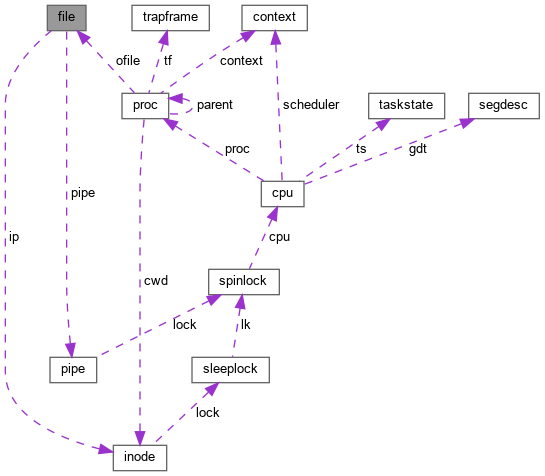 file
trapframe
context
ofile
tf
context
proc
parent
scheduler
taskstate
segdesc
proc
ts
gdt
pipe
cpu
ip
cpu
cwd
spinlock
lock
lk
pipe
sleeplock
lock
inode